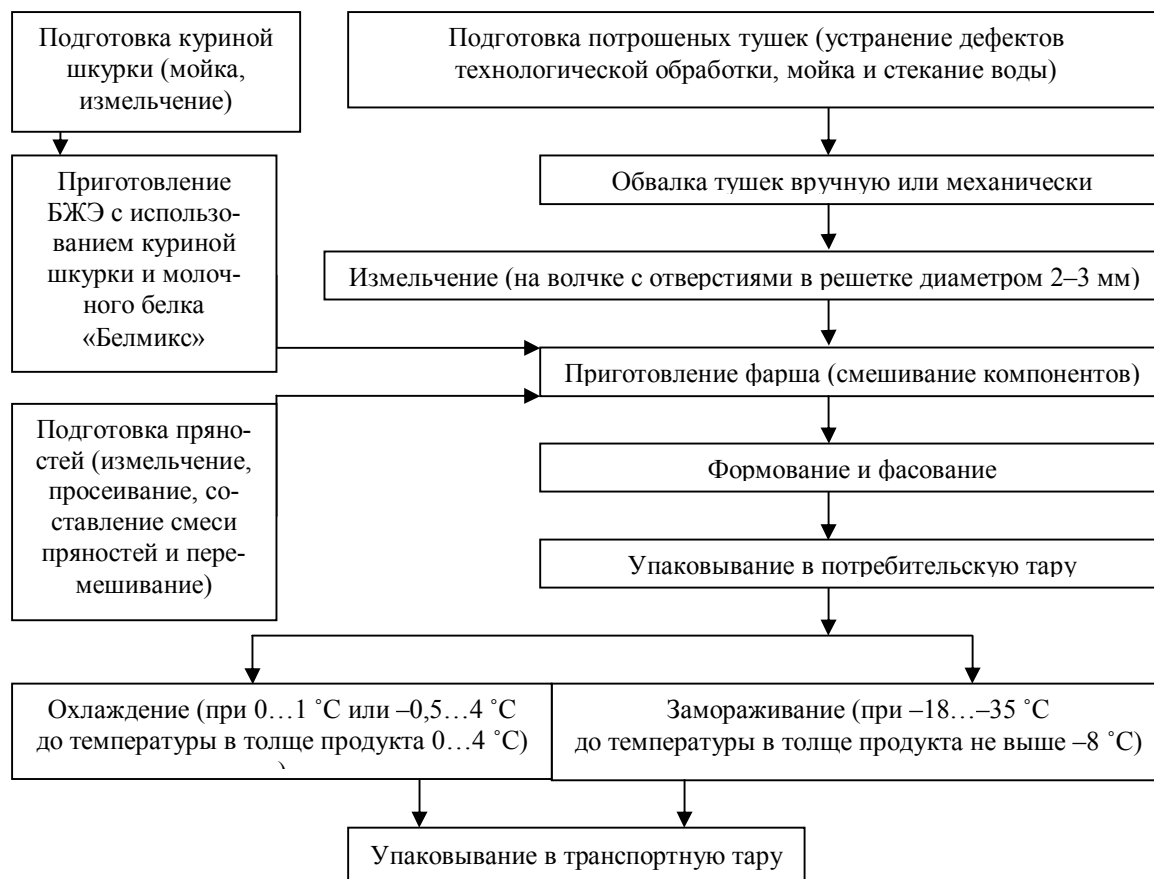 Подготовка куриной
шкурки (мойка,
измельчение)
Подготовка потрошеных тушек (устранение дефектов
технологической обработки, мойка и стекание воды)
Приготовление
БЖЭ с использо-
ванием куриной
шкурки и молоч-
ного белка
«Белмикс»
Обвалка тушек вручную или механически
Измельчение (на волчке с отверстиями в решетке диаметром 2–3 мм)
Приготовление фарша (смешивание компонентов)
Подготовка пряно-
стей (измельчение,
просеивание, со-
ставление смеси
пряностей и пере-
мешивание)
Формование и фасование
Упаковывание в потребительскую тару
Охлаждение (при 0…1 ˚С или –0,5…4 ˚С
до температуры в толще продукта 0…4 ˚С)
)
Замораживание (при –18…–35 ˚С
до температуры в толще продукта не выше –8 ˚С)
Упаковывание в транспортную тару